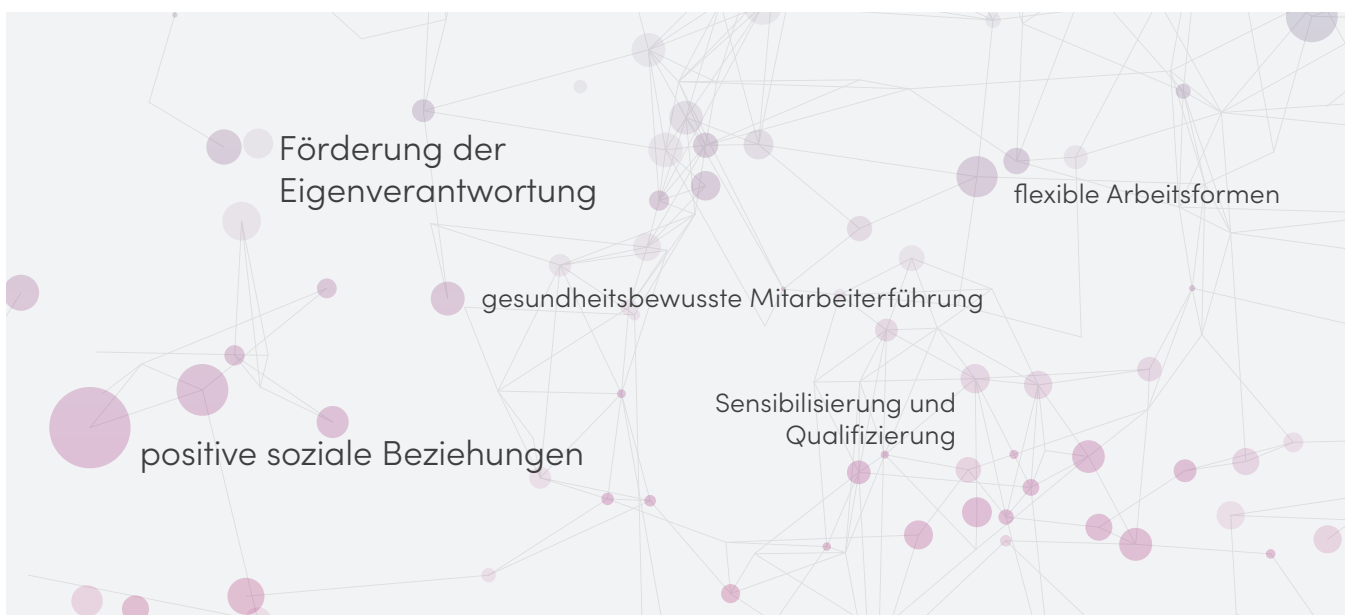 Förderung der
Eigenverantwortung
flexible Arbeitsformen
gesundheitsbewusste Mitarbeiterführung
Sensibilisierung und
Qualifizierung
positive soziale Beziehungen